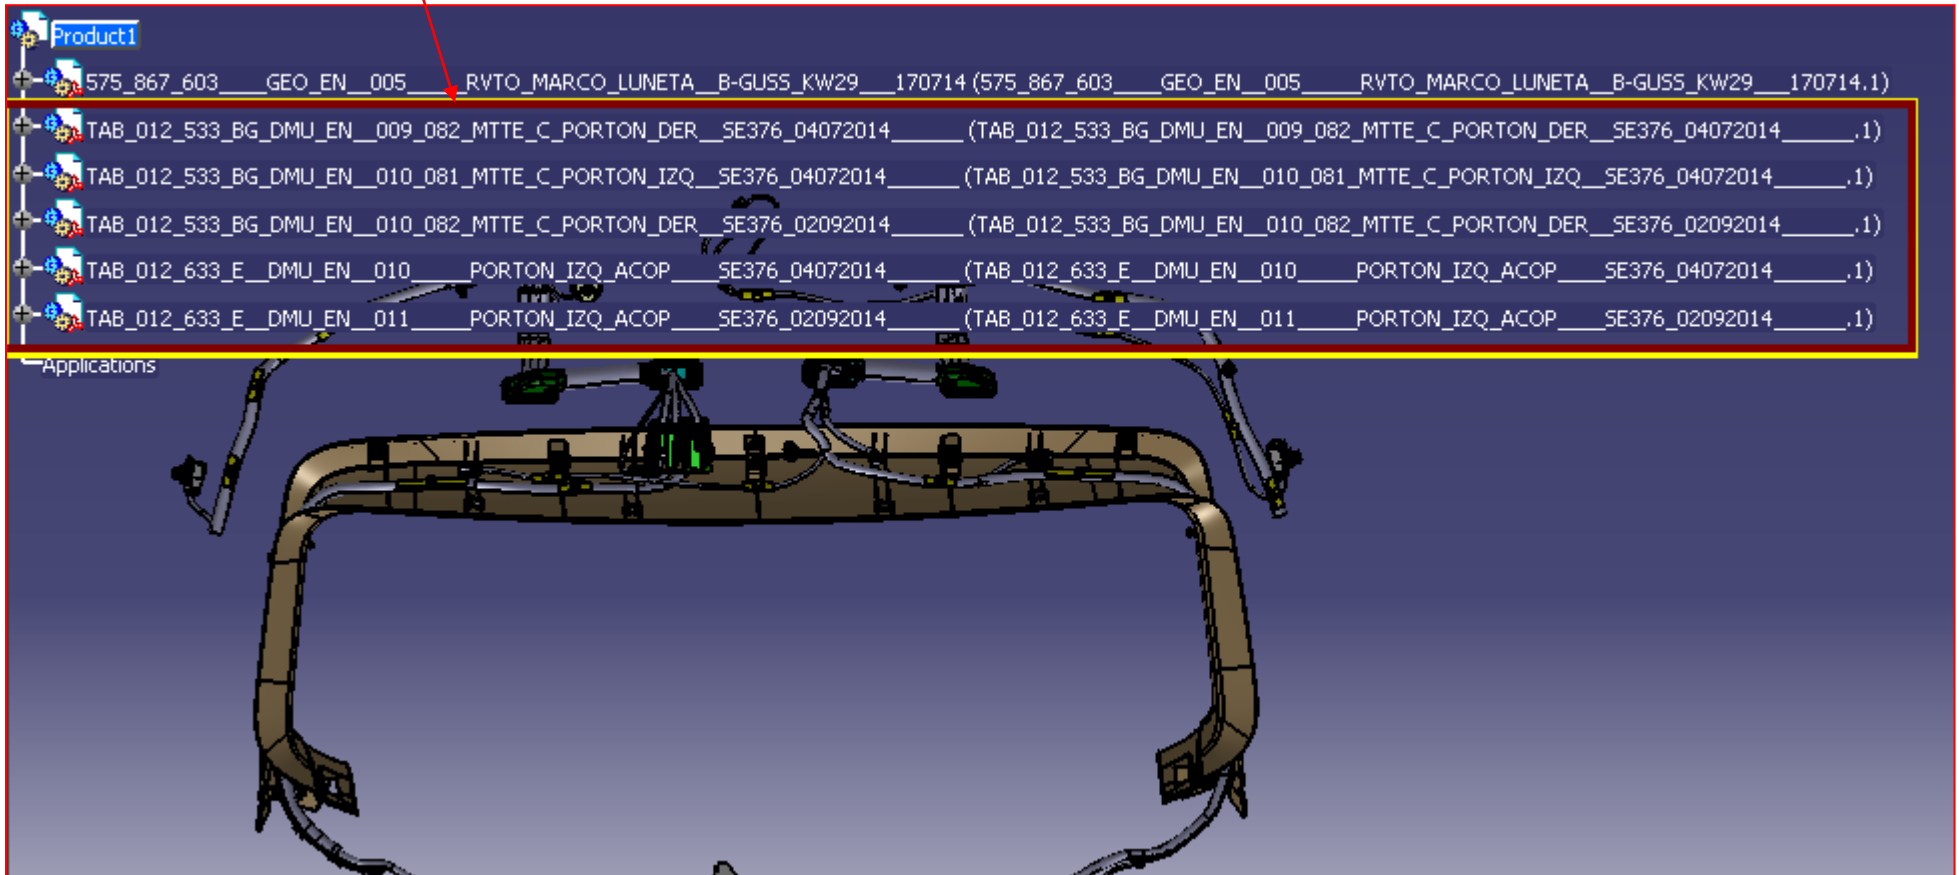 Product1
575_867_603____GEO_EN__005_____RVTO_MARCO_LUNETA__B-GUSS_KW29___170714 (575_867_603____GEO_EN__005_____RVTO_MARCO_LUNETA__B-GUSS_KW29___170714.1)
TAB_012_533_BG_DMU_EN__009_082_MTTE_C_PORTON_DER__SE376_04072014______ (TAB_012_533_BG_DMU_EN__009_082_MTTE_C_PORTON_DER__SE376_04072014______.1)
TAB_012_533_BG_DMU_EN__010_081_MTTE_C_PORTON_IZQ__SE376_04072014______ (TAB_012_533_BG_DMU_EN__010_081_MTTE_C_PORTON_IZQ__SE376_04072014______.1)
TAB_012_533_BG_DMU_EN__010_082_MTTE_C_PORTON_DER__SE376_02092014______ (TAB_012_533_BG_DMU_EN__010_082_MTTE_C_PORTON_DER__SE376_02092014______.1)
TAB_012_633_E__DMU_EN__010_____PORTON_IZQ_ACOP____SE376_04072014______ (TAB_012_633_E__DMU_EN__010_____PORTON_IZQ_ACOP____SE376_04072014______.1)
TAB_012_633_E__DMU_EN__011_____PORTON_IZQ_ACOP____SE376_02092014______ (TAB_012_633_E__DMU_EN__011_____PORTON_IZQ_ACOP____SE376_02092014______.1)
Applications